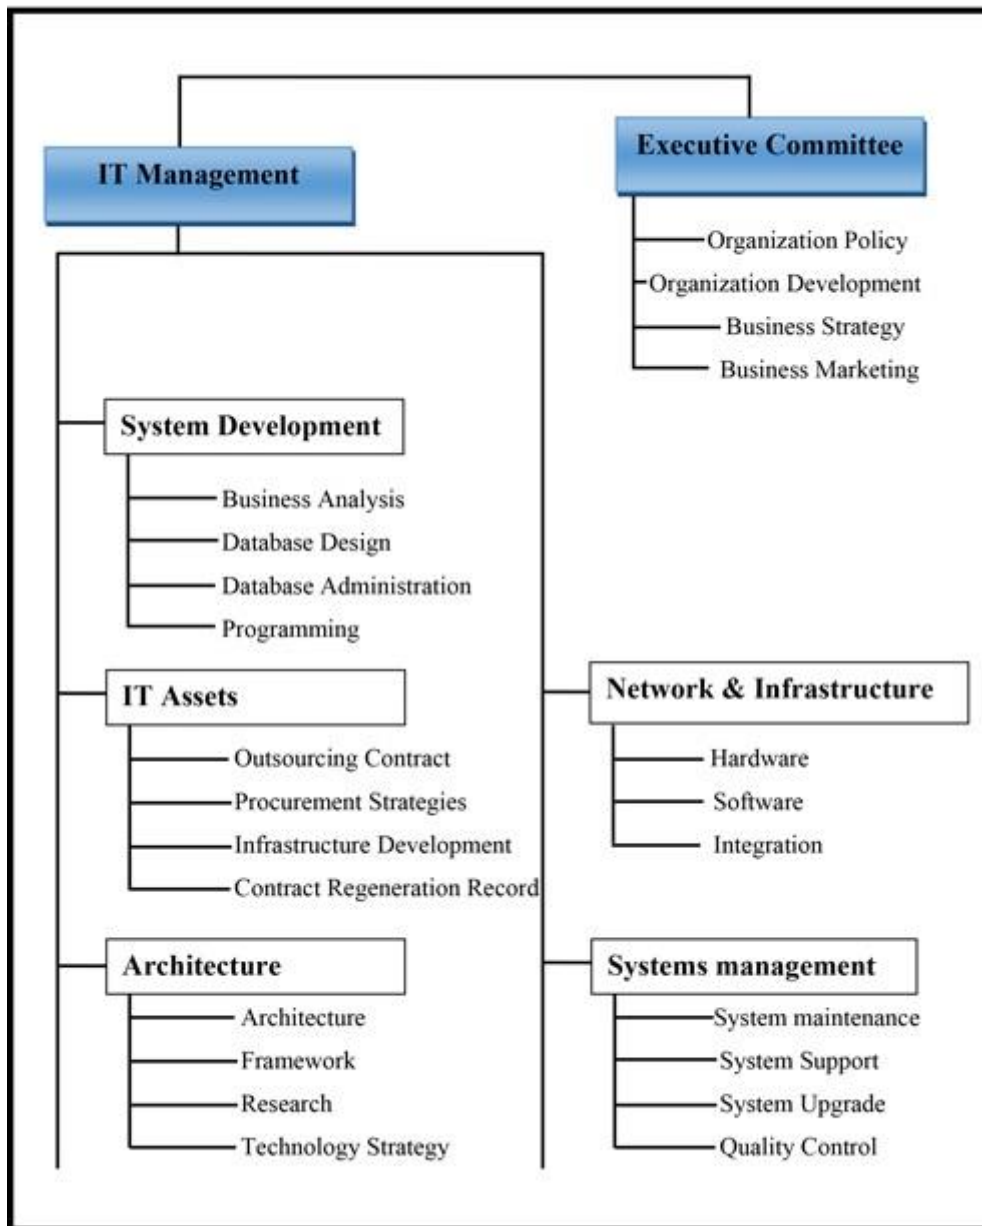 IT Management
Executive Committee
Organization Policy
Organization Development
Business Strategy
Business Marketing
System Development
Business Analysis
Database Design
Database Administration
Programming
IT Assets
Outsourcing Contract
Procurement Strategies
Infrastructure Development
Contract Regeneration Record
Network & Infrastructure
Hardware
Software
Integration
Architecture
Architecture
Framework
Research
Technology Strategy
Systems management
System maintenance
System Support
System Upgrade
Quality Control